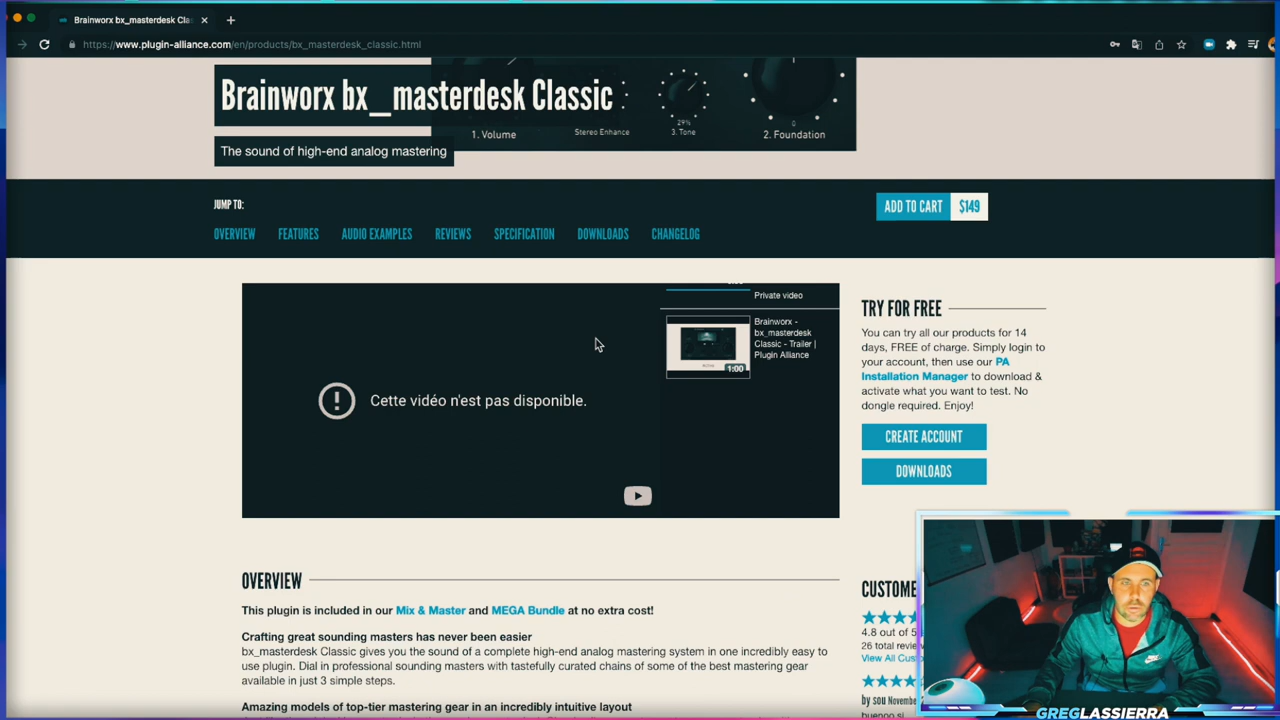 Brainworx bx_masterdesk Cla
https://www.plugin-alliance.com/en/products/bx_masterdesk_classic.html
Brainworx bx_masterdesk Classic
The sound of high-end analog mastering
1. Volume
Stereo Enhance
29%
3. Tone
0
2. Foundation
JUMP TO:
ADD TO CART $149
OVERVIEW FEATURES AUDIO EXAMPLES REVIEWS SPECIFICATION DOWNLOADS CHANGELOG
Private video
Brainworx -
bx_masterdesk
Classic - Trailer |
Plugin Alliance
1:00
Cette vidéo n'est pas disponible.
TRY FOR FREE
You can try all our products for 14
days, FREE of charge. Simply login to
your account, then use our PA
Installation Manager to download &
activate what you want to test. No
dongle required. Enjoy!
CREATE ACCOUNT
DOWNLOADS
OVERVIEW
This plugin is included in our Mix & Master and MEGA Bundle at no extra cost!
Crafting great sounding masters has never been easier
bx_masterdesk Classic gives you the sound of a complete high-end analog mastering system in one incredibly easy to
use plugin. Dial in professional sounding masters with tastefully curated chains of some of the best mastering gear
available in just 3 simple steps.
Amazing models of top-tier mastering gear in an incredibly intuitive layout
CUSTOME
4.8 out of 5
26 total review
View All Cus
by sou Novembe
bueno si
GREGLASSIERRA